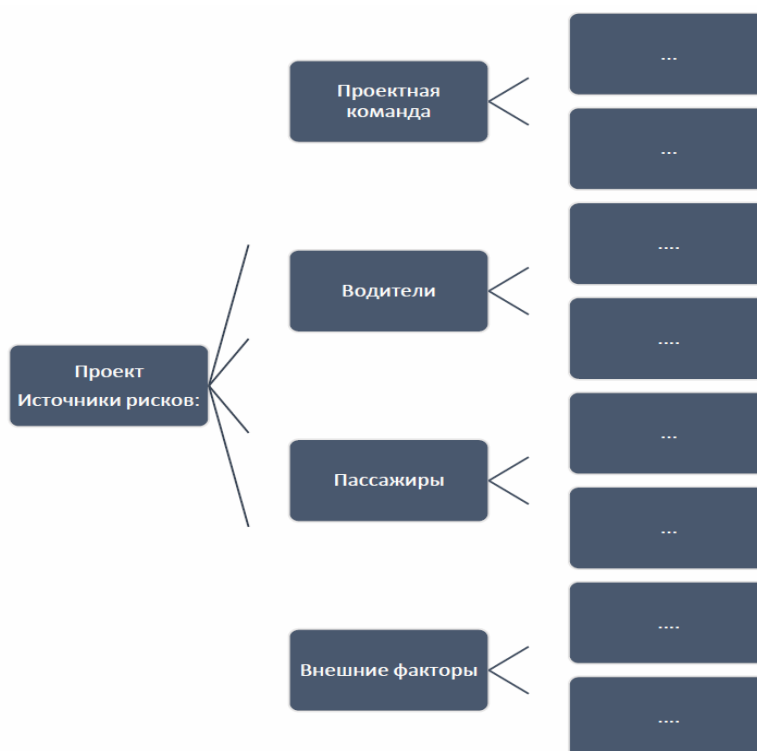 Проектная
команда
...
...
Водители
....
....
Проект
Источники рисков:
Пассажиры
...
...
Внешние факторы
....
....